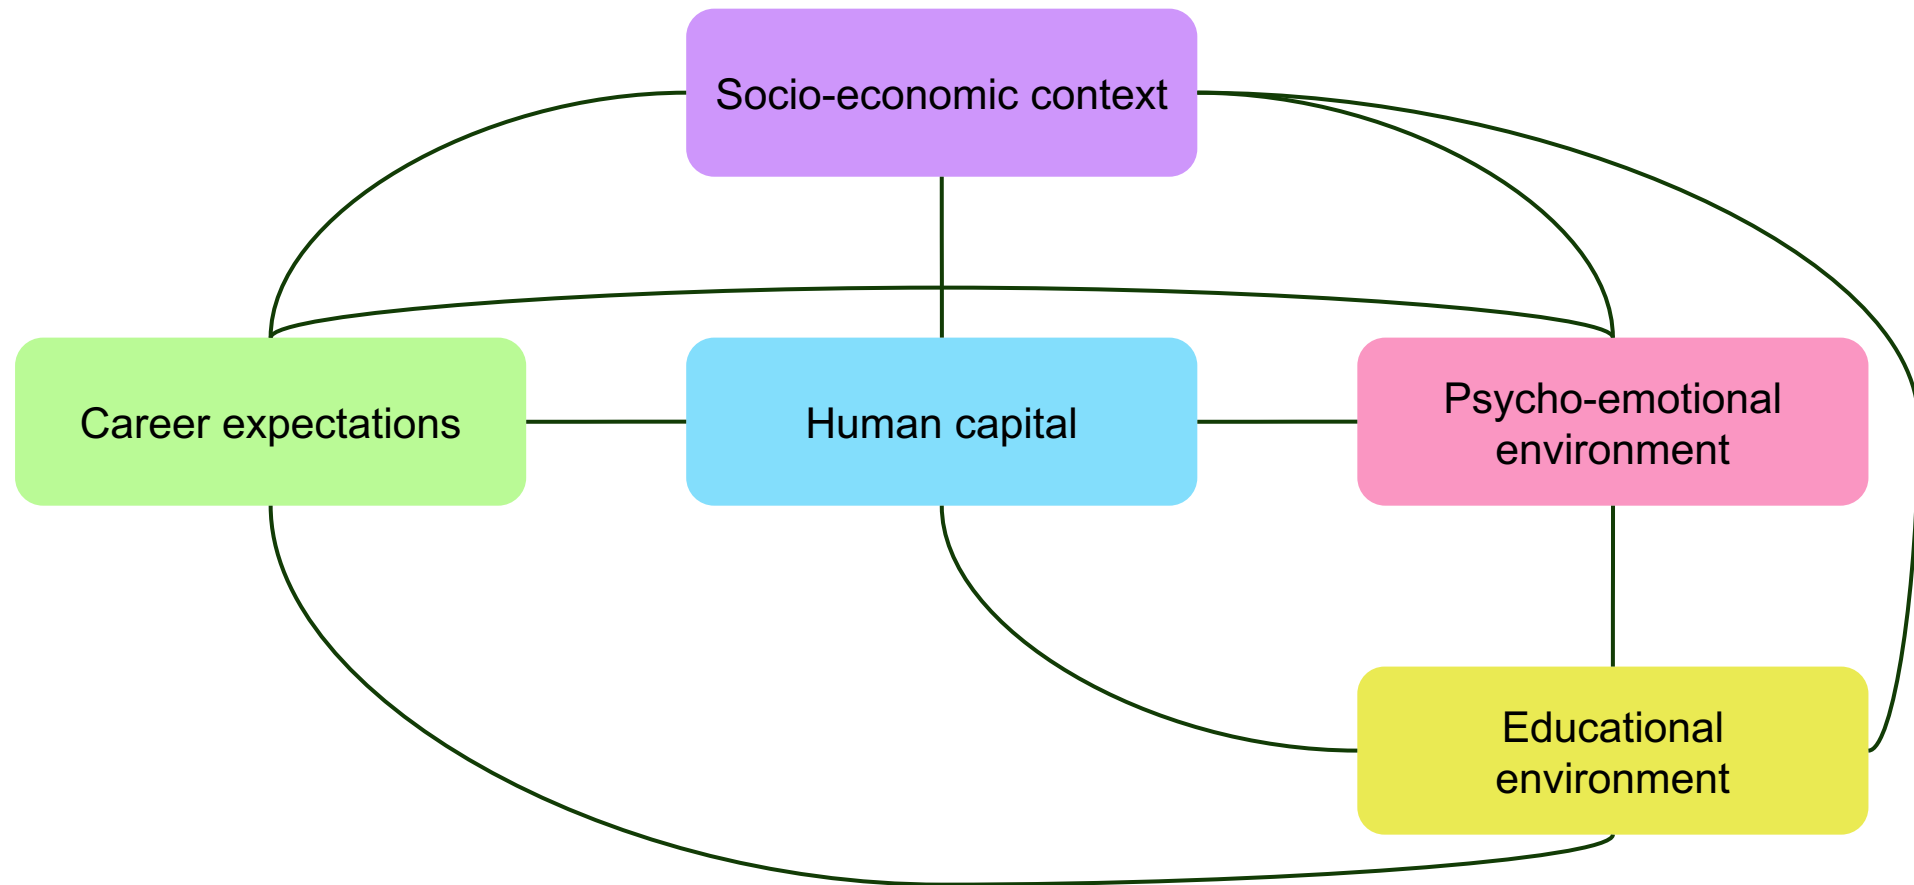 Socio-economic context
Career expectations
Human capital
Psycho-emotional
environment
Educational
environment